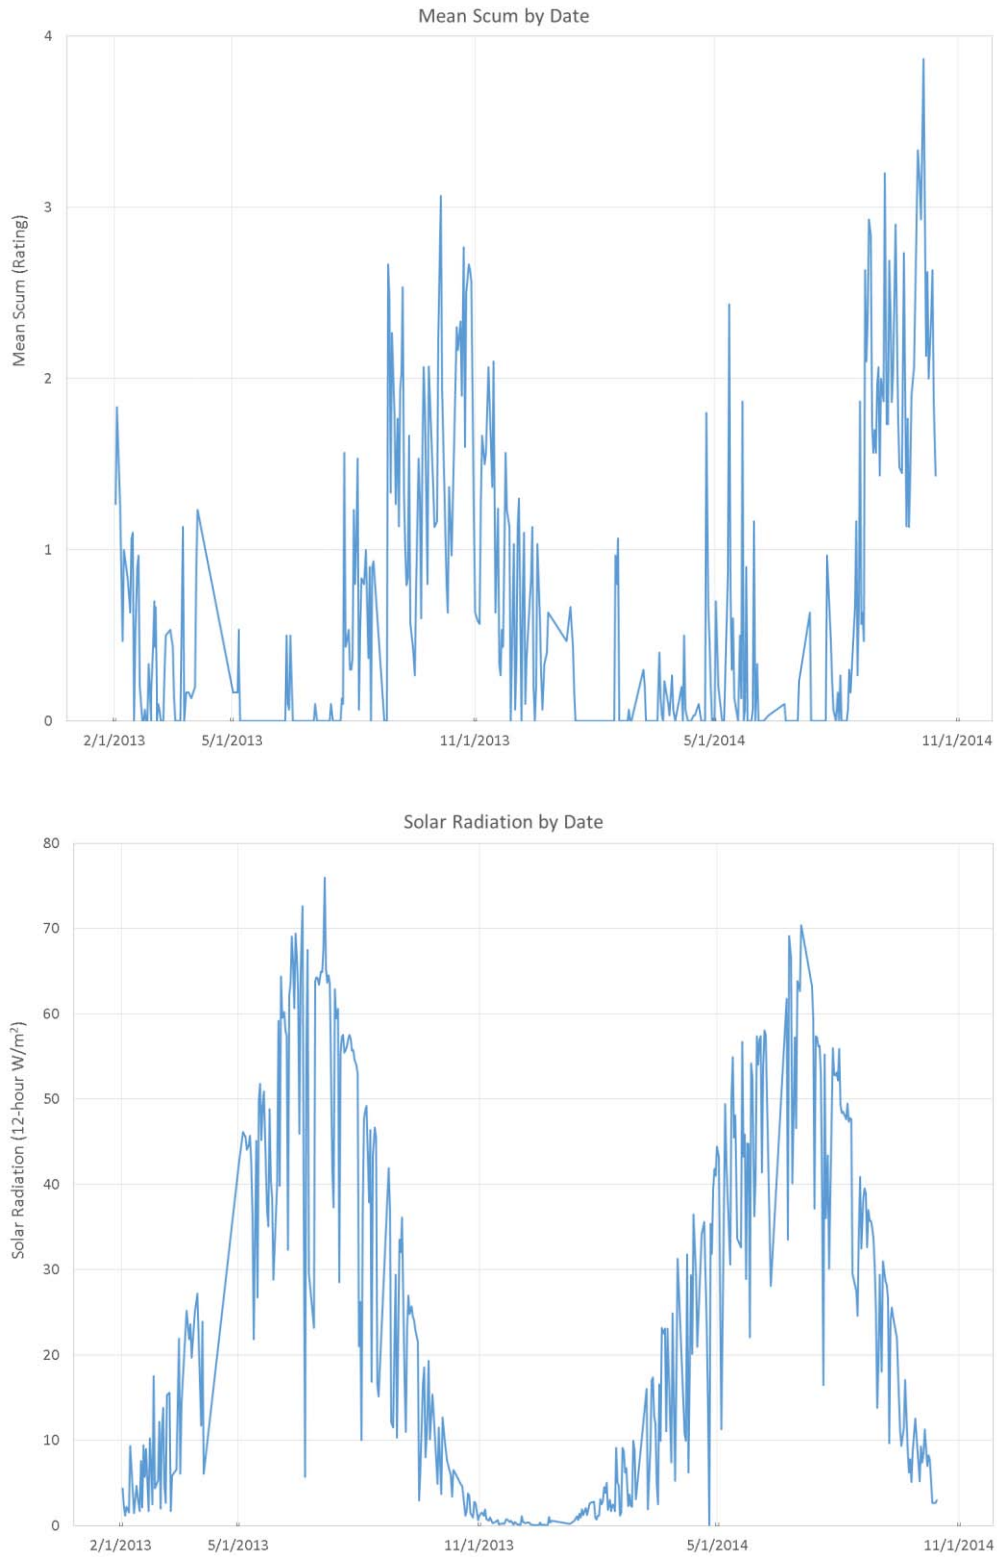 Mean Scum by Date
4
3
2
1
0
Mean Scum (Rating)
2/1/2013 5/1/2013 11/1/2013 5/1/2014 11/1/2014
Solar Radiation by Date
80
70
60
50
40
30
20
10
0
Solar Radiation (12-hour W/m²)
2/1/2013 5/1/2013 11/1/2013 5/1/2014 11/1/2014